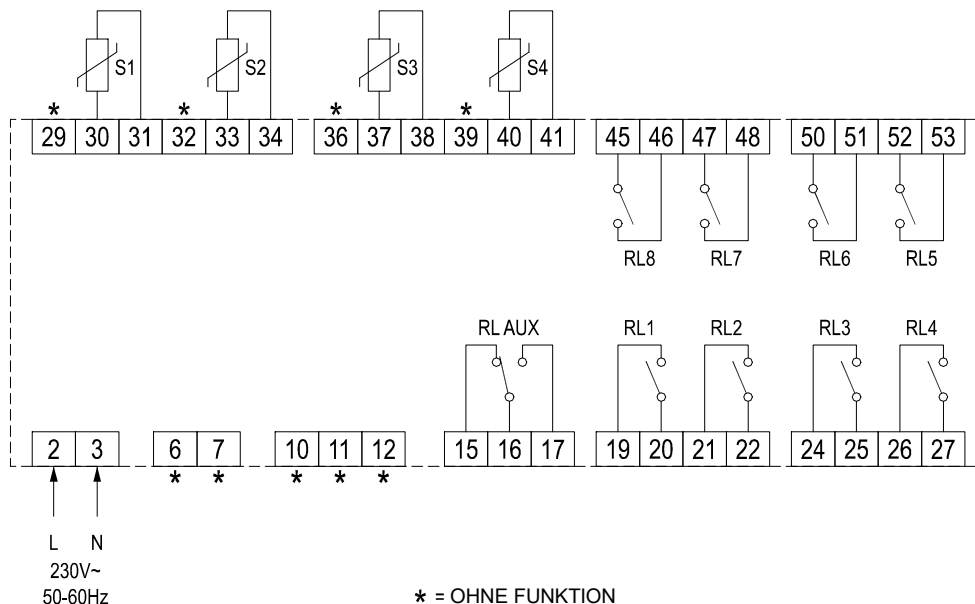 S1 S2 S3 S4
* * * *
29 30 31 32 33 34 36 37 38 39 40 41 45 46 47 48 50 51 52 53
RL8 RL7 RL6 RL5
RL AUX RL1 RL2 RL3 RL4
2 3 6 7 10 11 12 15 16 17 19 20 21 22 24 25 26 27
* * * * *
L N
230V~
50-60Hz
* = OHNE FUNKTION